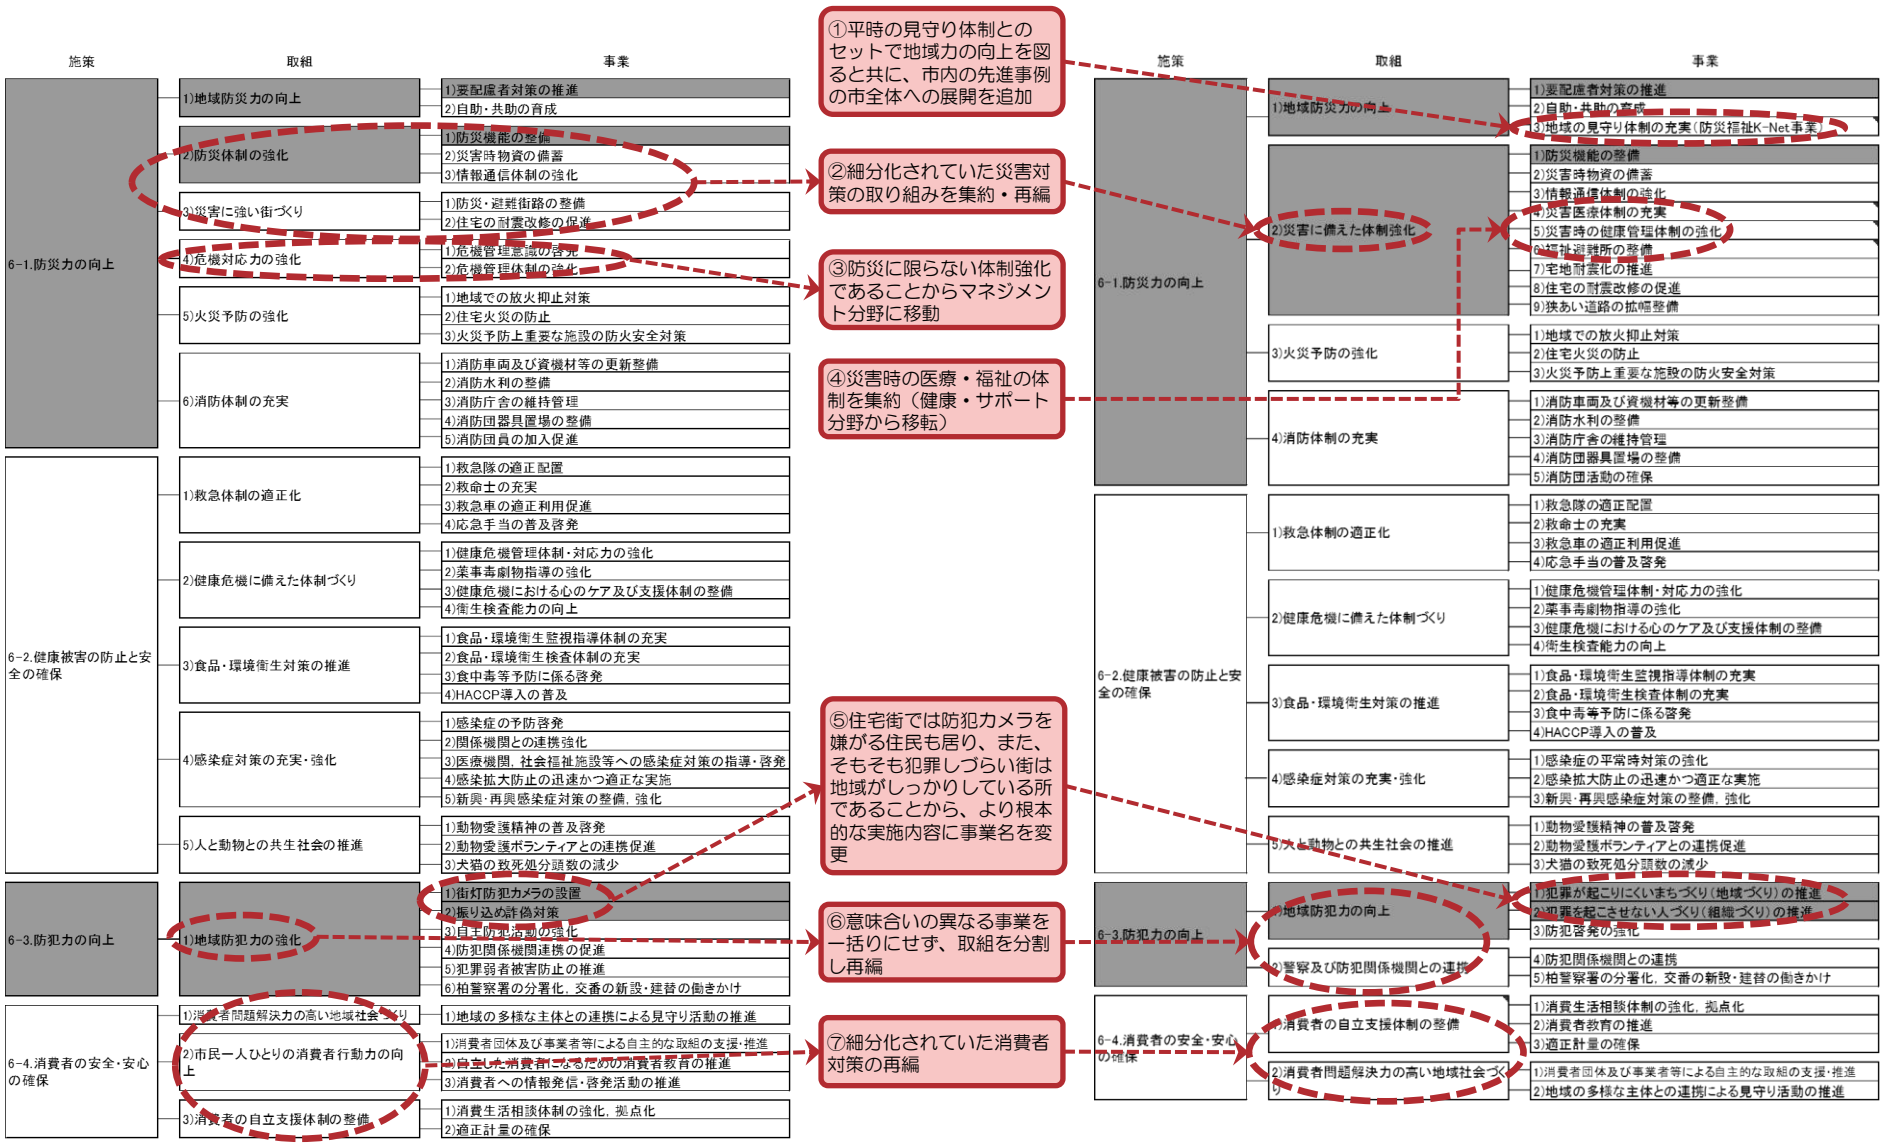 施策
取組
事業
6-1.防災力の向上
1)地域防災力の向上
1)要配慮者対策の推進
2)自助・共助の育成
2)防災体制の強化
1)防災機能の整備
2)災害時物資の備蓄
3)情報通信体制の強化
3)災害に強い街づくり
1)防災・避難街路の整備
2)住宅の耐震改修の促進
4)危機対応力の強化
1)危機管理意識の啓発
2)危機管理体制の強化
5)火災予防の強化
1)地域での放火抑止対策
2)住宅火災の防止
3)火災予防上重要な施設の防火安全対策
6)消防体制の充実
1)消防車両及び資機材等の更新整備
2)消防水利の整備
3)消防庁舎の維持管理
4)消防団器具置場の整備
5)消防団員の加入促進
6-2.健康被害の防止と安
全の確保
1)救急体制の適正化
1)救急隊の適正配置
2)救命士の充実
3)救急車の適正利用促進
4)応急手当の普及啓発
2)健康危機に備えた体制づくり
1)健康危機管理体制・対応力の強化
2)薬事毒劇物指導の強化
3)健康危機における心のケア及び支援体制の整備
4)衛生検査能力の向上
3)食品・環境衛生対策の推進
1)食品・環境衛生監視指導体制の充実
2)食品・環境衛生検査体制の充実
3)食中毒等予防に係る啓発
4)HACCP導入の普及
4)感染症対策の充実・強化
1)感染症の予防啓発
2)関係機関との連携強化
3)医療機関，社会福祉施設等への感染症対策の指導・啓発
4)感染拡大防止の迅速かつ適正な実施
5)新興・再興感染症対策の整備，強化
5)人と動物との共生社会の推進
1)動物愛護精神の普及啓発
2)動物愛護ボランティアとの連携促進
3)犬猫の致死処分頭数の減少
6-3.防犯力の向上
1)地域防犯力の強化
1)街灯防犯カメラの設置
2)振り込め詐偽対策
3)自主防犯活動の強化
4)防犯関係機関連携の促進
5)犯罪弱者被害防止の推進
6)柏警察署の分署化，交番の新設・建替の働きかけ
6-4.消費者の安全・安心
の確保
1)消費者問題解決力の高い地域社会づくり
1)地域の多様な主体との連携による見守り活動の推進
2)市民一人ひとりの消費者行動力の向
上
1)消費者団体及び事業者等による自主的な取組の支援・推進
2)自立した消費者になるための消費者教育の推進
3)消費者への情報発信・啓発活動の推進
3)消費者の自立支援体制の整備
1)消費生活相談体制の強化，拠点化
2)適正計量の確保
①平時の見守り体制との
セットで地域力の向上を図
ると共に、市内の先進事例
の市全体への展開を追加
②細分化されていた災害対
策の取り組みを集約・再編
③防災に限らない体制強化
であることからマネジメン
ト分野に移動
④災害時の医療・福祉の体
制を集約（健康・サポート
分野から移転）
⑤住宅街では防犯カメラを
嫌がる住民も居り、また、
そもそも犯罪しづらい街は
地域がしっかりしている所
であることから、より根本
的な実施内容に事業名を変
更
⑥意味合いの異なる事業を
一括りにせず、取組を分割
し再編
⑦細分化されていた消費者
対策の再編
施策
取組
事業
6-1.防災力の向上
1)地域防災力の向上
1)要配慮者対策の推進
2)自助・共助の育成
3)地域の見守り体制の充実(防災福祉K-Net事業)
2)災害に備えた体制強化
1)防災機能の整備
2)災害時物資の備蓄
3)情報通信体制の強化
4)災害医療体制の充実
5)災害時の健康管理体制の強化
6)福祉避難所の整備
7)宅地耐震化の推進
8)住宅の耐震改修の促進
9)狭あい道路の拡幅整備
3)火災予防の強化
1)地域での放火抑止対策
2)住宅火災の防止
3)火災予防上重要な施設の防火安全対策
4)消防体制の充実
1)消防車両及び資機材等の更新整備
2)消防水利の整備
3)消防庁舎の維持管理
4)消防団器具置場の整備
5)消防団活動の確保
6-2.健康被害の防止と安
全の確保
1)救急体制の適正化
1)救急隊の適正配置
2)救命士の充実
3)救急車の適正利用促進
4)応急手当の普及啓発
2)健康危機に備えた体制づくり
1)健康危機管理体制・対応力の強化
2)薬事毒劇物指導の強化
3)健康危機における心のケア及び支援体制の整備
4)衛生検査能力の向上
3)食品・環境衛生対策の推進
1)食品・環境衛生監視指導体制の充実
2)食品・環境衛生検査体制の充実
3)食中毒等予防に係る啓発
4)HACCP導入の普及
4)感染症対策の充実・強化
1)感染症の平常時対策の強化
2)感染拡大防止の迅速かつ適正な実施
3)新興・再興感染症対策の整備，強化
5)人と動物との共生社会の推進
1)動物愛護精神の普及啓発
2)動物愛護ボランティアとの連携促進
3)犬猫の致死処分頭数の減少
6-3.防犯力の向上
1)地域防犯力の向上
1)犯罪が起こりにくいまちづくり(地域づくり)の推進
2)犯罪を起こさせない人づくり(組織づくり)の推進
3)防犯啓発の強化
2)警察及び防犯関係機関との連携
4)防犯関係機関との連携
5)柏警察署の分署化，交番の新設・建替の働きかけ
6-4.消費者の安全・安心
の確保
1)消費者の自立支援体制の整備
1)消費生活相談体制の強化，拠点化
2)消費者教育の推進
3)適正計量の確保
2)消費者問題解決力の高い地域社会づく
り
1)消費者団体及び事業者等による自主的な取組の支援・推進
2)地域の多様な主体との連携による見守り活動の推進